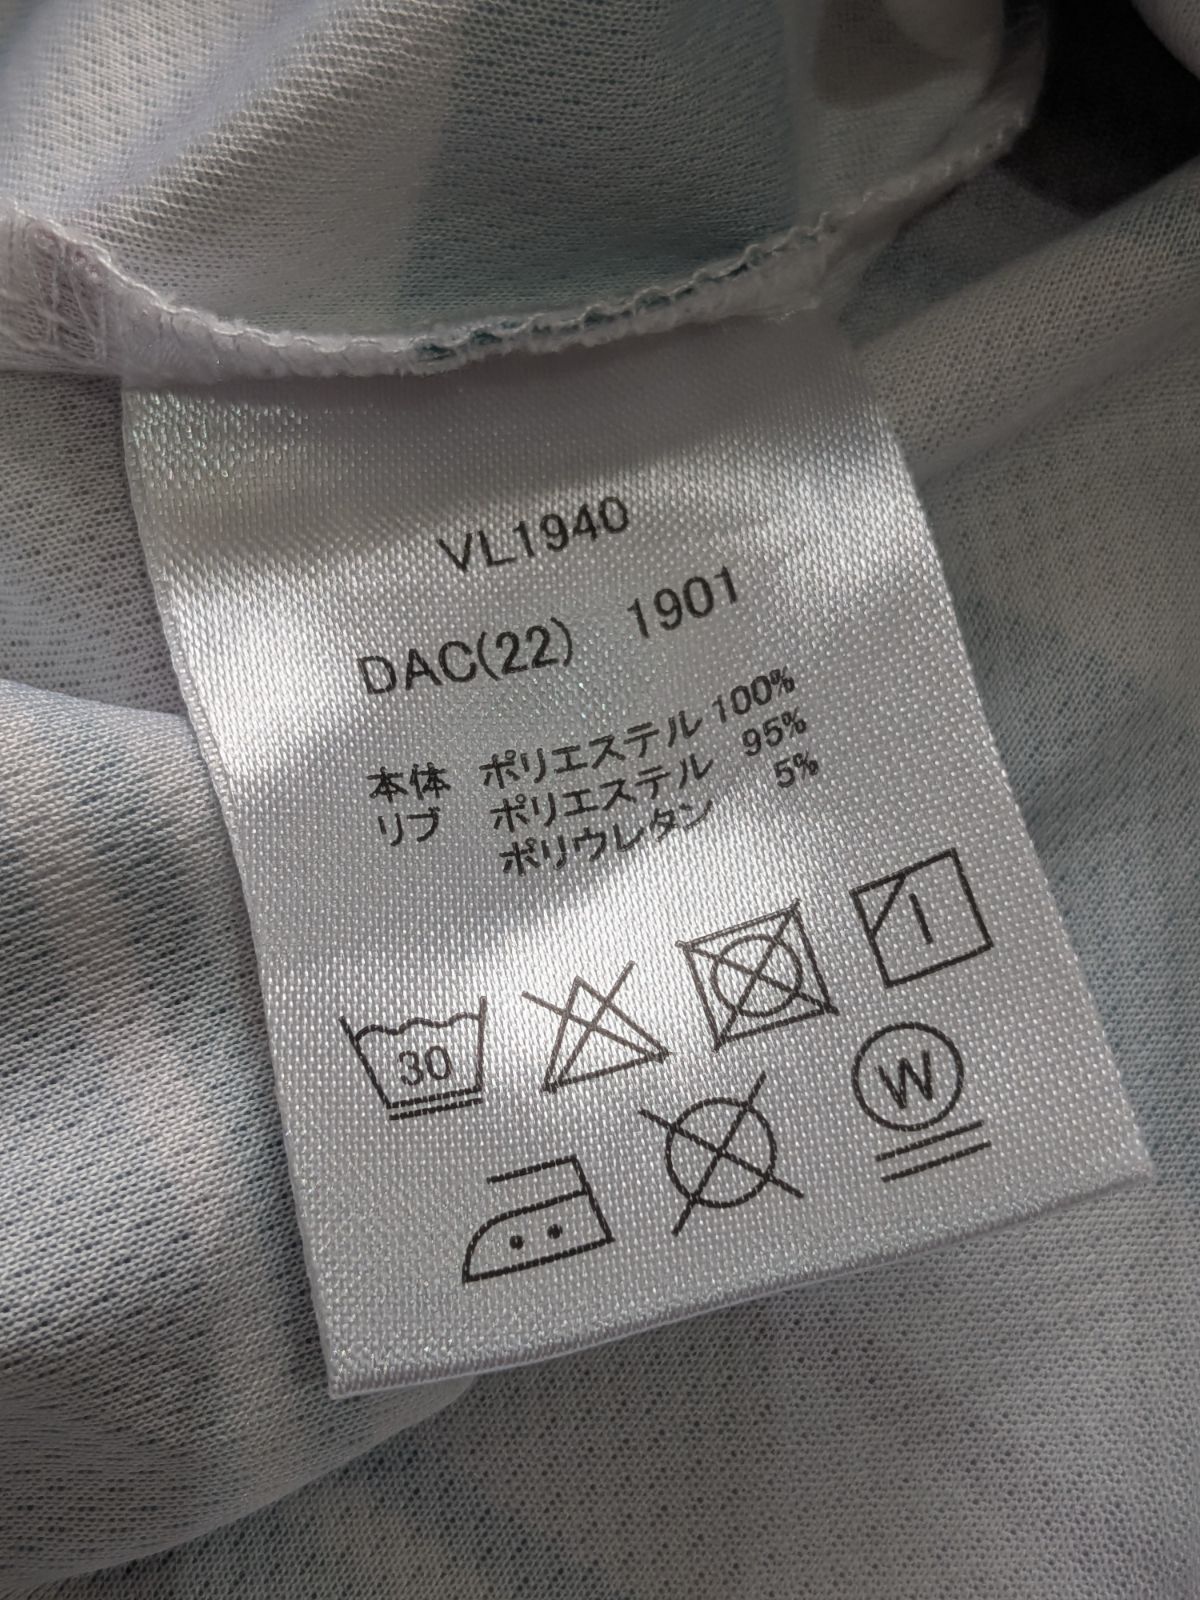 VL1940
DAC(22) 1901
本体 ポリエステル 100%
リブ ポリエステル 95%
ポリウレタン 5%
30
W